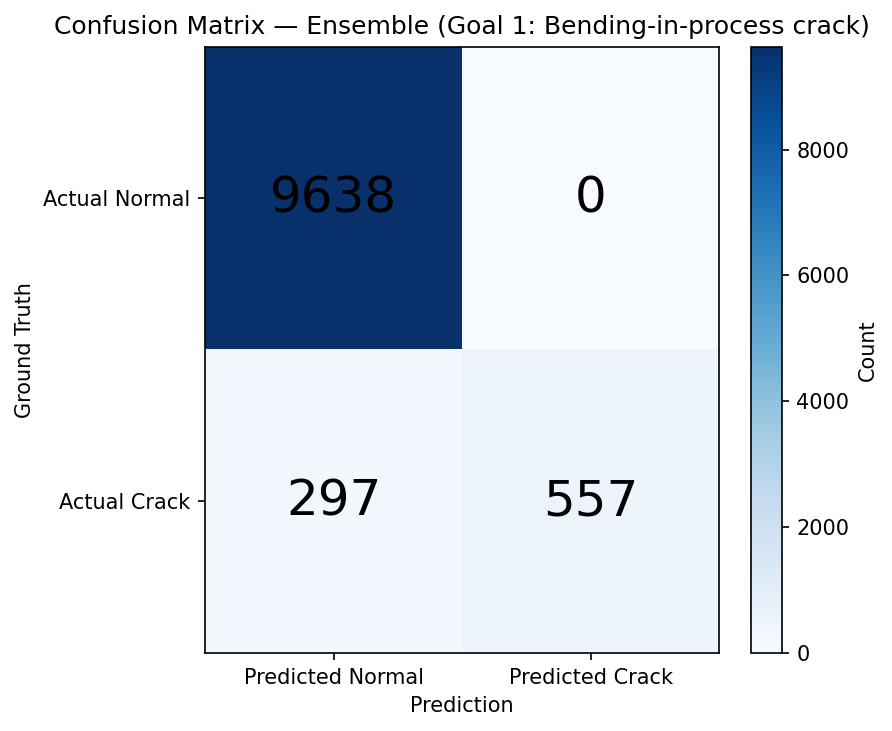 Confusion Matrix — Ensemble (Goal 1: Bending-in-process crack)
Actual Normal
9638
0
Actual Crack
297
557
Predicted Normal
Predicted Crack
Prediction
Ground Truth
8000
6000
4000
2000
0
Count